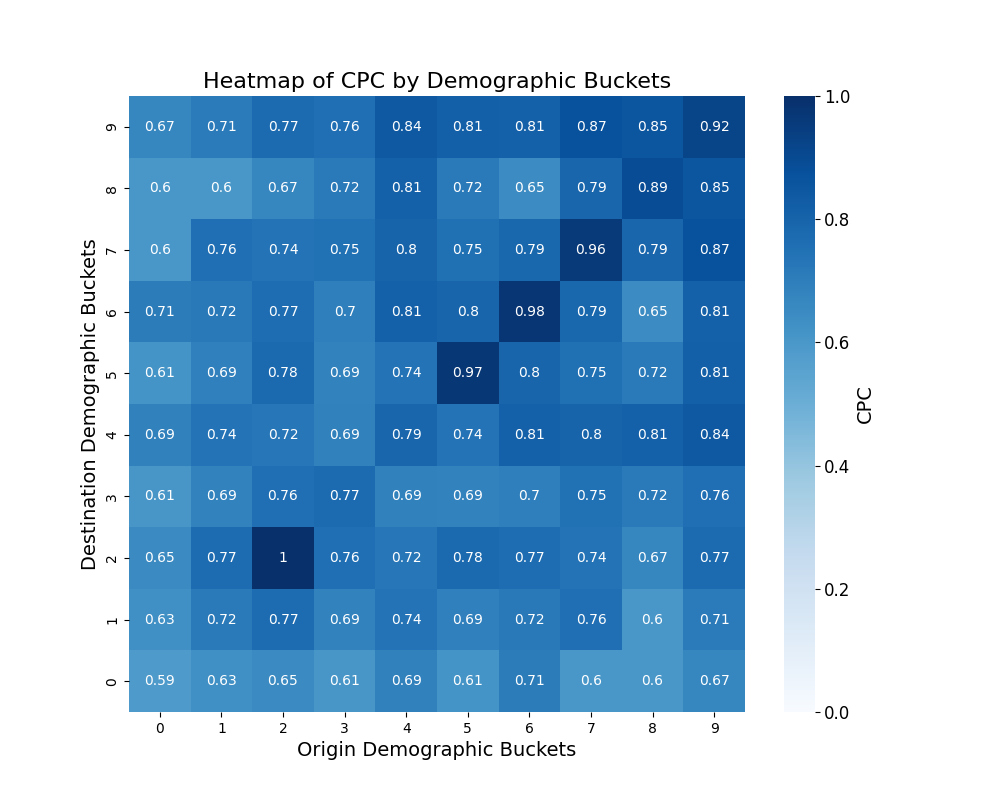 Heatmap of CPC by Demographic Buckets
Destination Demographic Buckets
9 0.67 0.71 0.77 0.76 0.84 0.81 0.81 0.87 0.85 0.92
8 0.6 0.6 0.67 0.72 0.81 0.72 0.65 0.79 0.89 0.85
7 0.6 0.76 0.74 0.75 0.8 0.75 0.79 0.96 0.79 0.87
6 0.71 0.72 0.77 0.7 0.81 0.8 0.98 0.79 0.65 0.81
5 0.61 0.69 0.78 0.69 0.74 0.97 0.8 0.75 0.72 0.81
4 0.69 0.74 0.72 0.69 0.79 0.74 0.81 0.8 0.81 0.84
3 0.61 0.69 0.76 0.77 0.69 0.69 0.7 0.75 0.72 0.76
2 0.65 0.77 1 0.76 0.72 0.78 0.77 0.74 0.67 0.77
1 0.63 0.72 0.77 0.69 0.74 0.69 0.72 0.76 0.6 0.71
0 0.59 0.63 0.65 0.61 0.69 0.61 0.71 0.6 0.6 0.67
0 1 2 3 4 5 6 7 8 9
Origin Demographic Buckets
1.0
0.8
0.6
0.4
0.2
0.0
CPC